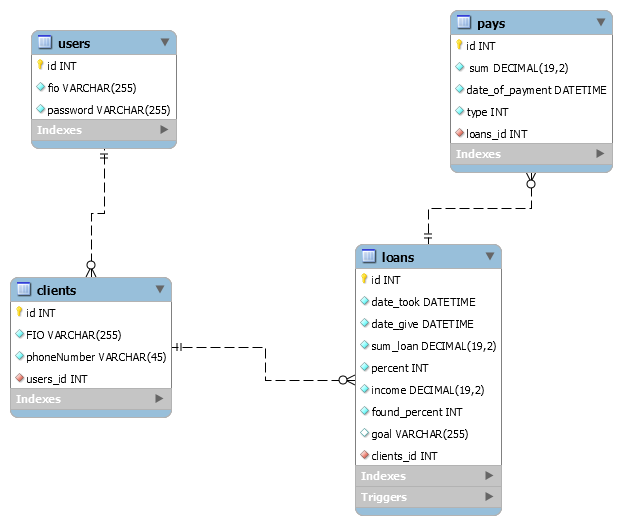 users
id INT
fio VARCHAR(255)
password VARCHAR(255)
Indexes
pays
id INT
sum DECIMAL(19,2)
date_of_payment DATETIME
type INT
loans_id INT
Indexes
clients
id INT
FIO VARCHAR(255)
phoneNumber VARCHAR(45)
users_id INT
Indexes
loans
id INT
date_took DATETIME
date_give DATETIME
sum_loan DECIMAL(19,2)
percent INT
income DECIMAL(19,2)
found_percent INT
goal VARCHAR(255)
clients_id INT
Indexes
Triggers